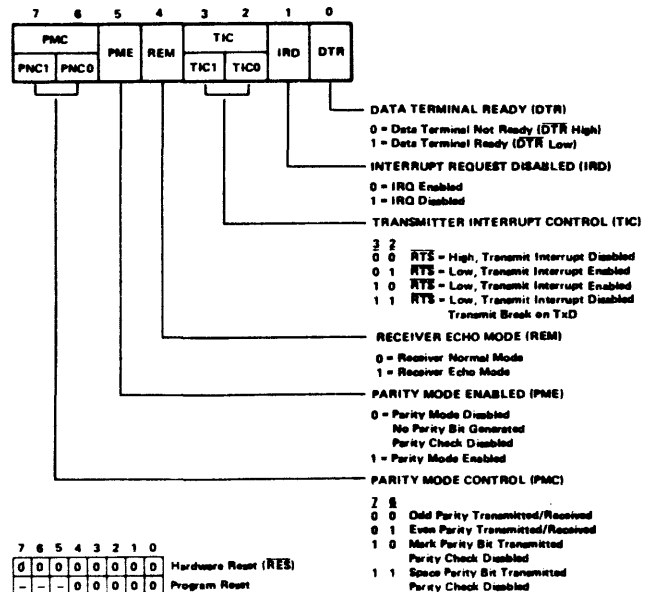 7 6 5 4 3 2 1 0
PMC PME REM TIC IRD DTR
PNC1 PNC0 TIC1 TIC0
DATA TERMINAL READY (DTR)
0 = Data Terminal Not Ready (DTR High)
1 = Data Terminal Ready (DTR Low)
INTERRUPT REQUEST DISABLED (IRD)
0 = IRQ Enabled
1 = IRQ Disabled
TRANSMITTER INTERRUPT CONTROL (TIC)
3 2
0 0 RTS = High, Transmit Interrupt Disabled
0 1 RTS = Low, Transmit Interrupt Enabled
1 0 RTS = Low, Transmit Interrupt Enabled
1 1 RTS = Low, Transmit Interrupt Disabled
Transmit Break on TxD
RECEIVER ECHO MODE (REM)
0 = Receiver Normal Mode
1 = Receiver Echo Mode
PARITY MODE ENABLED (PME)
0 = Parity Mode Disabled
No Parity Bit Generated
Parity Check Disabled
1 = Parity Mode Enabled
PARITY MODE CONTROL (PMC)
7 6
0 0 Odd Parity Transmitted/Received
0 1 Even Parity Transmitted/Received
1 0 Mark Parity Bit Transmitted
Parity Check Disabled
1 1 Space Parity Bit Transmitted
Parity Check Disabled
7 6 5 4 3 2 1 0
0 0 0 0 0 0 0 0 Hardware Reset (RES)
- - - 0 0 0 0 0 Program Reset